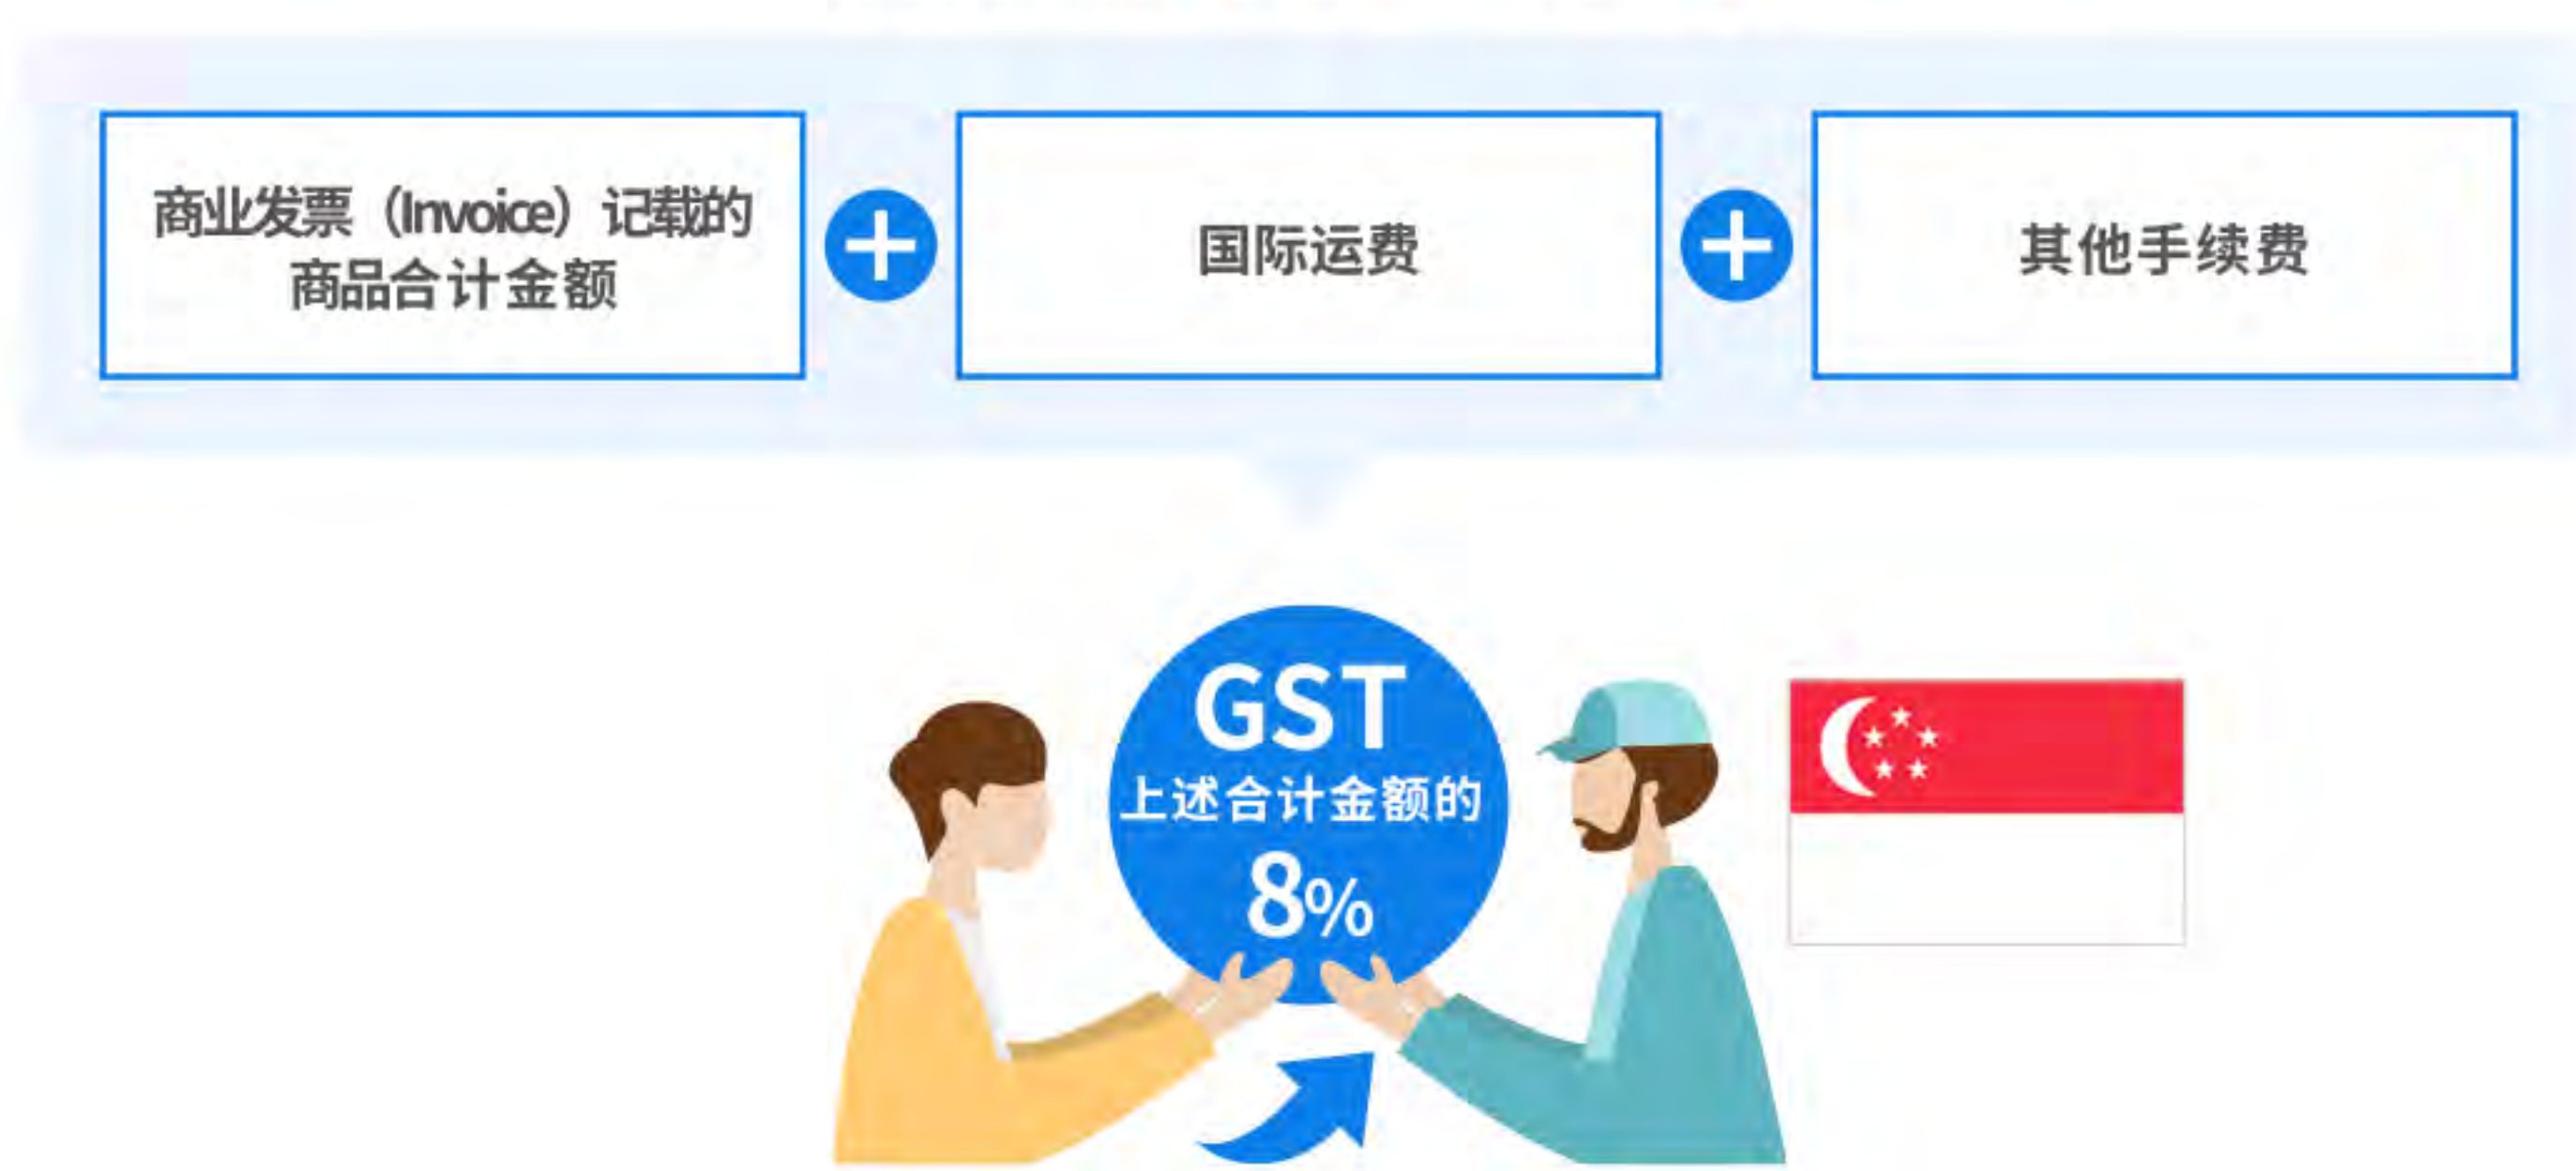 商业发票（Invoice）记载的
商品合计金额
国际运费
其他手续费
GST
上述合计金额的
8%